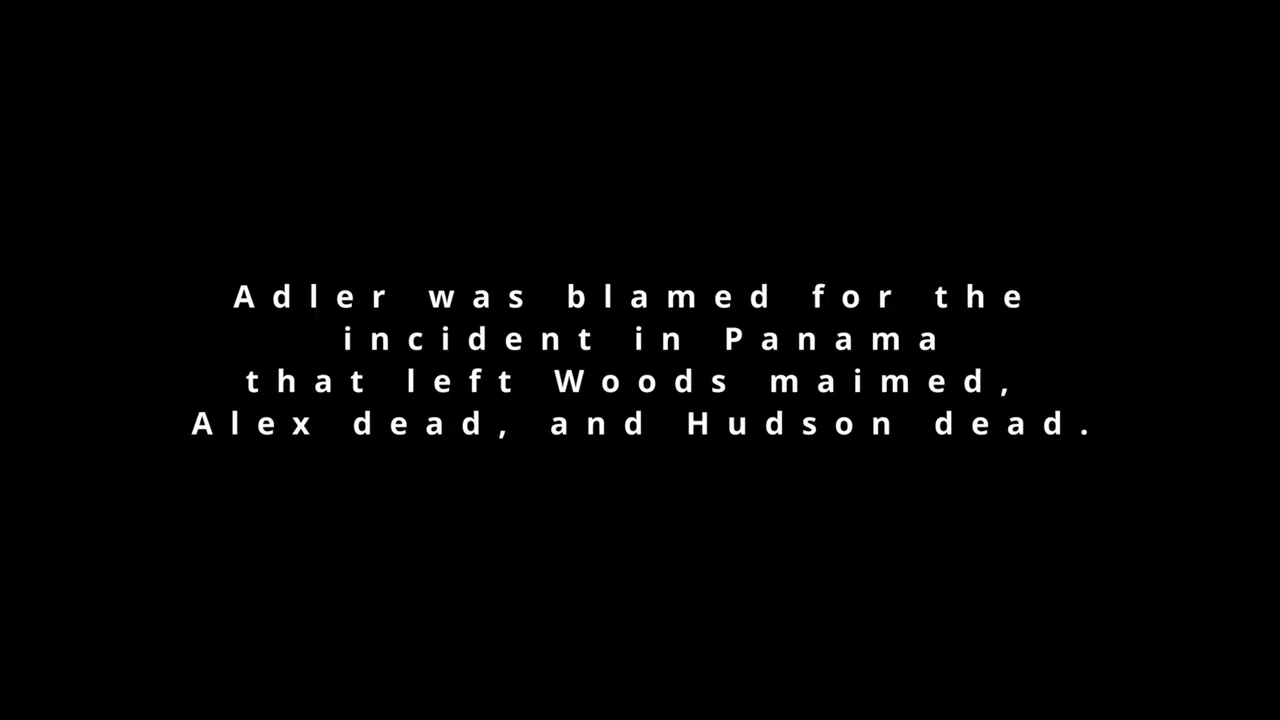 Adler was blamed for the
incident in Panama
that left Woods maimed,
Alex dead, and Hudson dead.